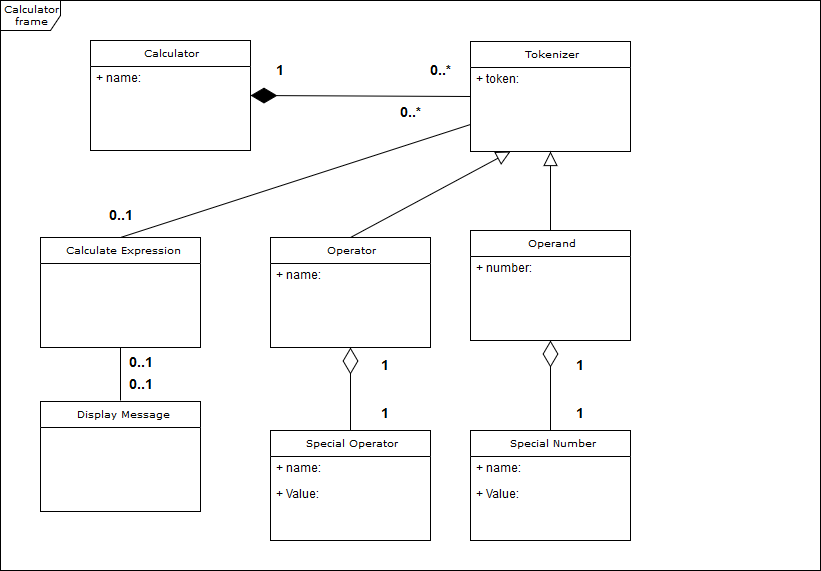 Calculator
frame
Calculator
+ name:
1
0..*
Tokenizer
+ token:
0..*
0..1
Calculate Expression
Operator
+ name:
Operand
+ number:
0..1
0..1
1
1
Display Message
1
1
Special Operator
+ name:
+ Value:
Special Number
+ name:
+ Value: